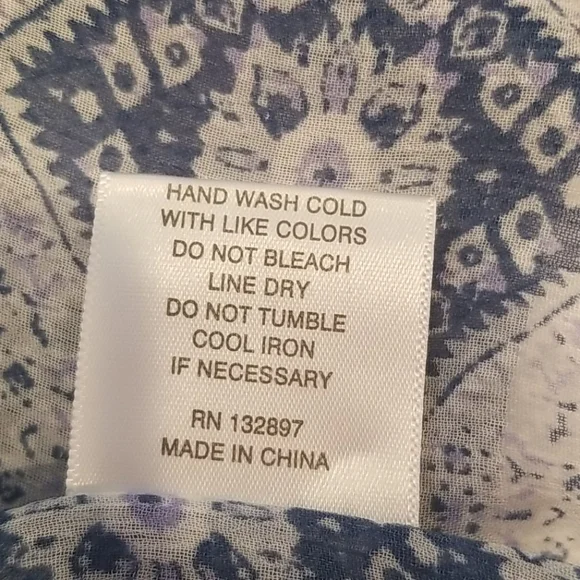 HAND WASH COLD
WITH LIKE COLORS
DO NOT BLEACH
LINE DRY
DO NOT TUMBLE
COOL IRON
IF NECESSARY
RN 132897
MADE IN CHINA